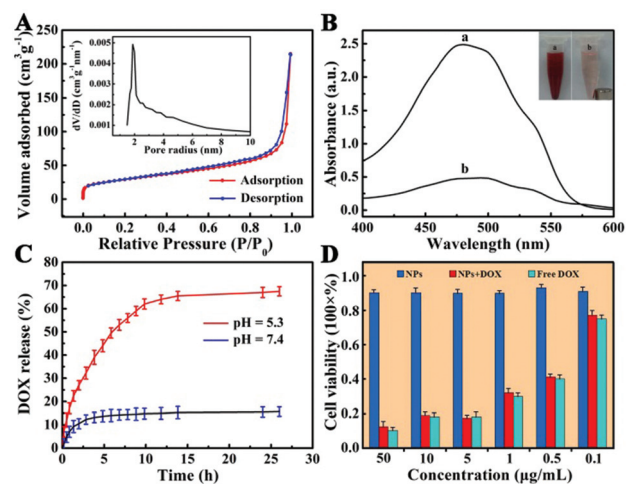 A
250
200
150
100
50
0
Volume adsorbed (cm³g⁻¹)
0.0 0.2 0.4 0.6 0.8 1.0
Relative Pressure (P/P₀)
Adsorption
Desorption
0.005
0.004
0.003
0.002
0.001
dV/dD (cm³g⁻¹nm⁻¹)
2 4 6 8 10
Pore radius (nm)
B
2.5
2.0
1.5
1.0
0.5
0.0
Absorbance (a.u.)
400 450 500 550 600
Wavelength (nm)
a
b
a b
C
70
60
50
40
30
20
10
0
DOX release (%)
pH = 5.3
pH = 7.4
0 5 10 15 20 25 30
Time (h)
D
NPs NPs+DOX Free DOX
1.0
0.8
0.6
0.4
0.2
0.0
Cell viability (100×%)
50 10 5 1 0.5 0.1
Concentration (μg/mL)